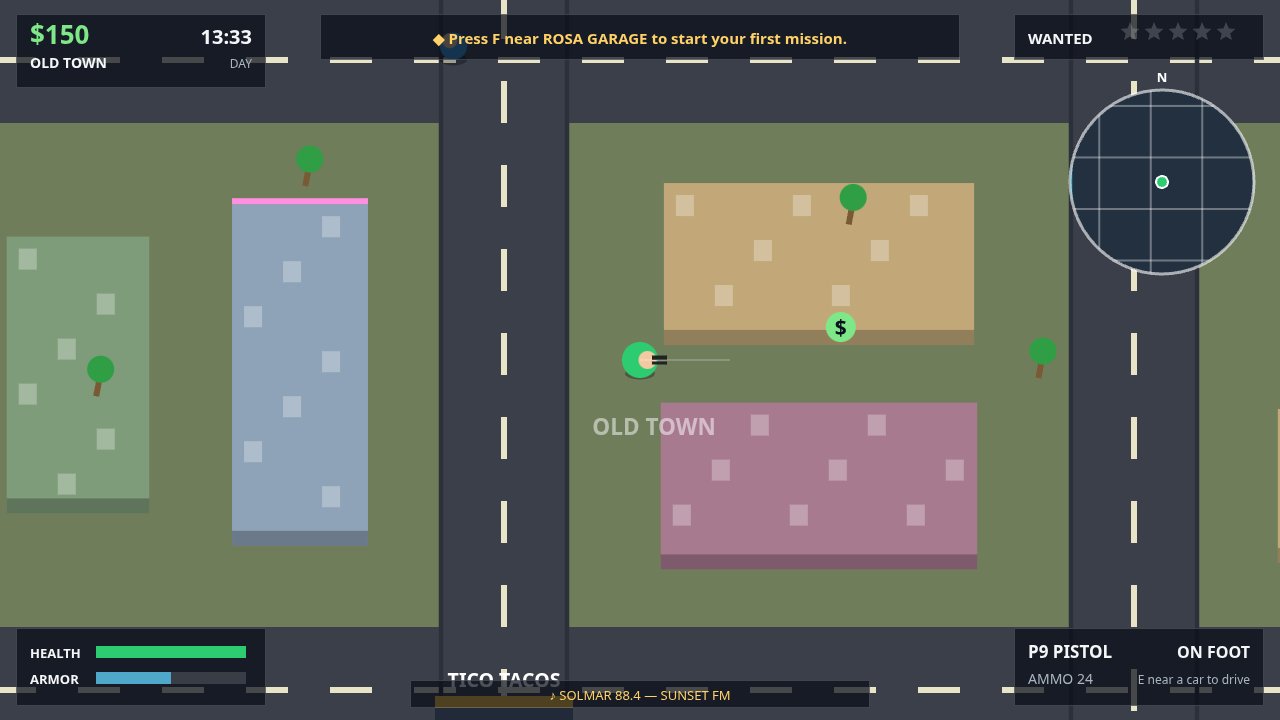 $150
13:33
OLD TOWN
DAY
◆ Press F near ROSA GARAGE to start your first mission.
WANTED
N
$
OLD TOWN
HEALTH
ARMOR
TICO TACOS
♪ SOLMAR 88.4 — SUNSET FM
P9 PISTOL
ON FOOT
AMMO 24
E near a car to drive